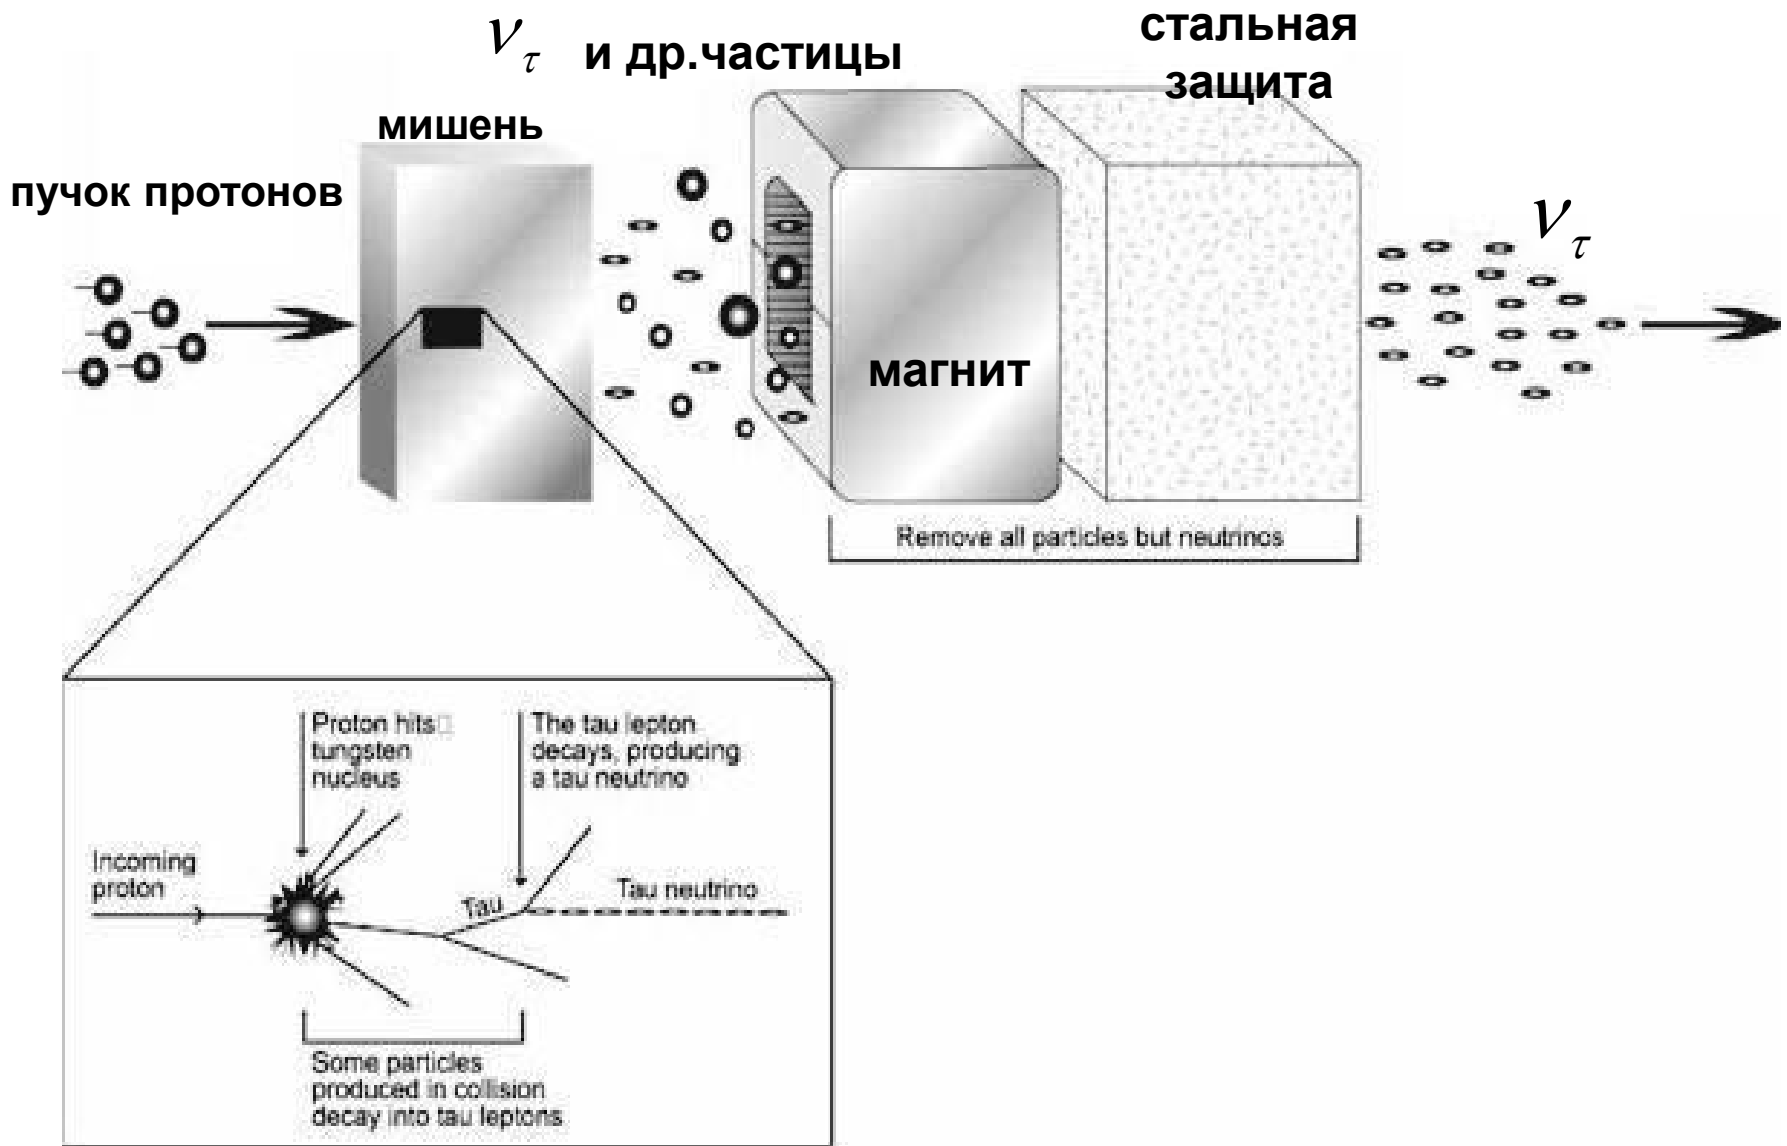 ν_τ и др.частицы
стальная
защита
мишень
пучок протонов
ν_τ
магнит
Remove all particles but neutrinos
Proton hits
tungsten
nucleus
The tau lepton
decays, producing
a tau neutrino
Incoming
proton
Tau
Tau neutrino
Some particles
produced in collision
decay into tau leptons